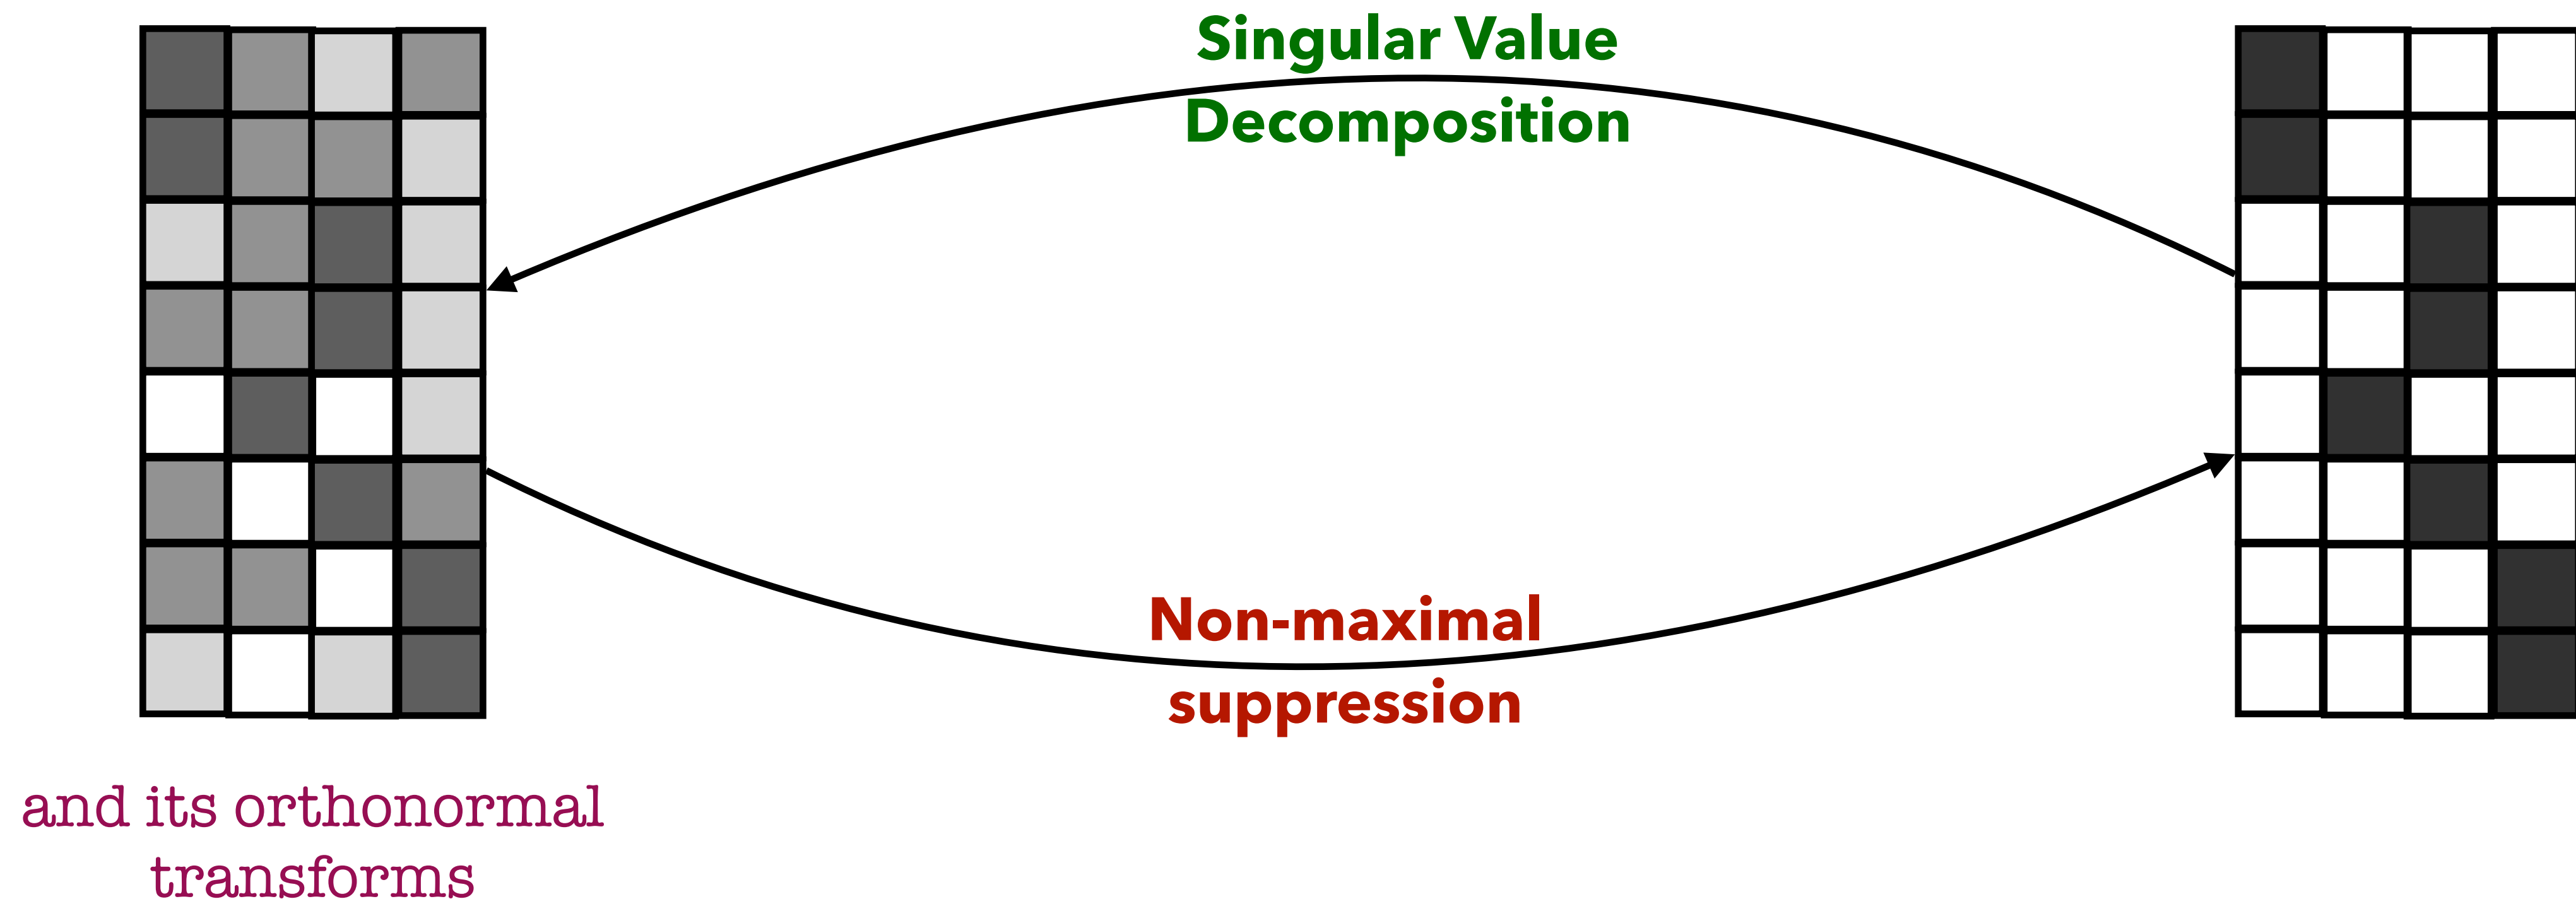 Singular Value
Decomposition
Non-maximal
suppression
and its orthonormal
transforms